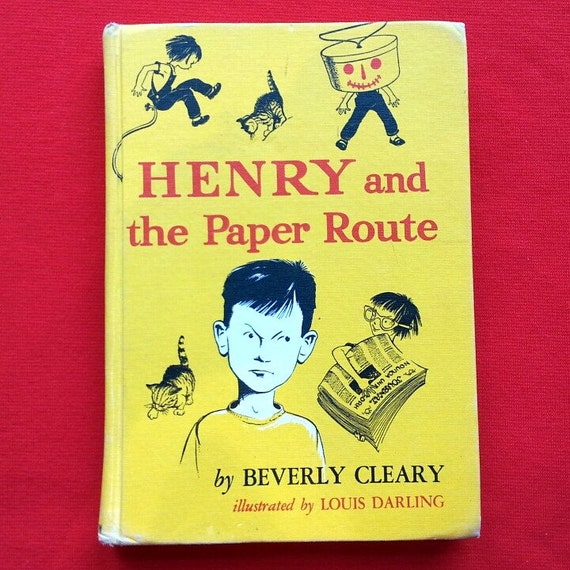 HENRY and
the Paper Route
by BEVERLY CLEARY
illustrated by LOUIS DARLING